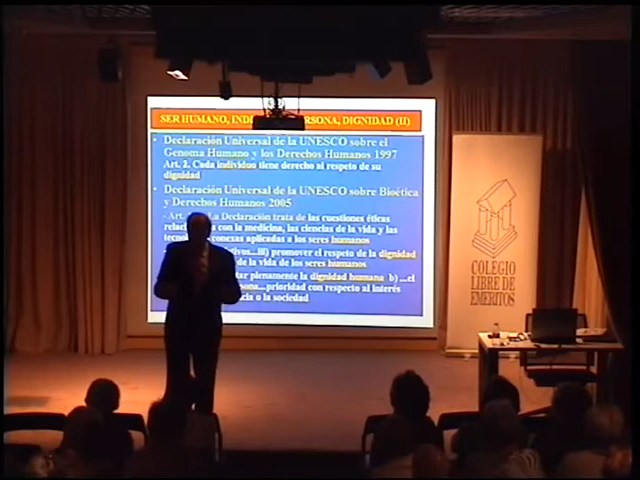 SER HUMANO, INDI PERSONA, DIGNIDAD (II)
• Declaración Universal de la UNESCO sobre el
Genoma Humano y los Derechos Humanos 1997
Art. 2. Cada individuo tiene derecho al respeto de su
dignidad
• Declaración Universal de la UNESCO sobre Bioética
y Derechos Humanos 2005
- Art. La Declaración trata de las cuestiones éticas
con la medicina, las ciencias de la vida y las
conexas aplicadas a los seres humanos
iii) promover el respeto de la dignidad
de la vida de los seres humanos
plenamente la dignidad humana b) ...el
prioridad con respecto al interés
o la sociedad
COLEGIO
LIBRE DE
EMÉRITOS